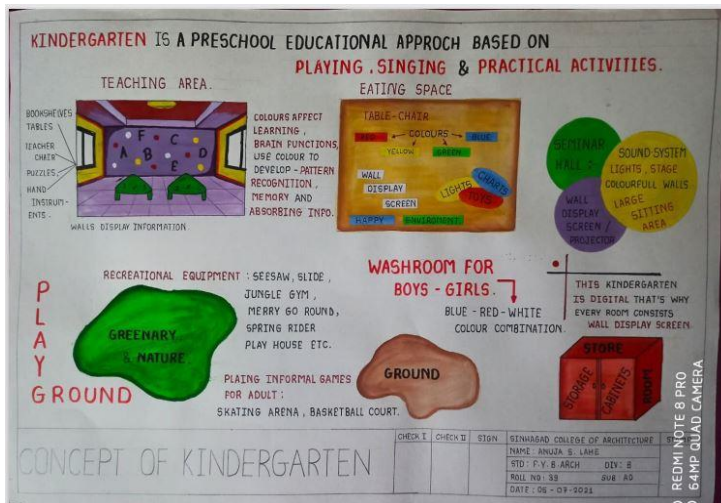 KINDERGARTEN IS A PRESCHOOL EDUCATIONAL APPROCH BASED ON
PLAYING, SINGING & PRACTICAL ACTIVITIES.
TEACHING AREA.
BOOKSHELVES
TABLES
TEACHER
CHAIR
PUZZLES,
HAND
INSTRUM-
ENTS.
F C
A B D
E
WALLS DISPLAY INFORMATION.
COLOURS AFFECT
LEARNING,
BRAIN FUNCTIONS,
USE COLOUR TO
DEVELOP-PATTERN
RECOGNITION,
MEMORY AND
ABSORBING INFO.
EATING SPACE
TABLE-CHAIR
RED COLOURS BLUE
YELLOW GREEN
WALL
DISPLAY
SCREEN
LIGHTS
CHARTS
TOYS
HAPPY ENVIRONMENT
SEMINAR
HALL :
SOUND SYSTEM
LIGHTS, STAGE
COLOURFULL WALLS
LARGE
SITTING
AREA
WALL
DISPLAY
SCREEN /
PROJECTOR
PLAY
GROUND
RECREATIONAL EQUIPMENT : SEESAW, SLIDE,
JUNGLE GYM,
MERRY GO ROUND,
SPRING RIDER
PLAY HOUSE ETC.
GREENARY
& NATURE
PLAING INFORMAL GAMES
FOR ADULT :
SKATING ARENA, BASKETBALL COURT.
WASHROOM FOR
BOYS - GIRLS.
BLUE - RED - WHITE
COLOUR COMBINATION.
GROUND
THIS KINDERGARTEN
IS DIGITAL THAT'S WHY
EVERY ROOM CONSISTS
WALL DISPLAY SCREEN.
STORE
ROOM
STORAGE
CABINETS
CONCEPT OF KINDERGARTEN
CHECK I CHECK II SIGN
SINHAGAD COLLEGE OF ARCHITECTURE
NAME: ANUJA S. LAHE
STD: F.Y. B ARCH DIV: B
ROLL NO: 39 SUB: AD
DATE: 05-07-2021
REDMI NOTE 8 PRO
64MP QUAD CAMERA